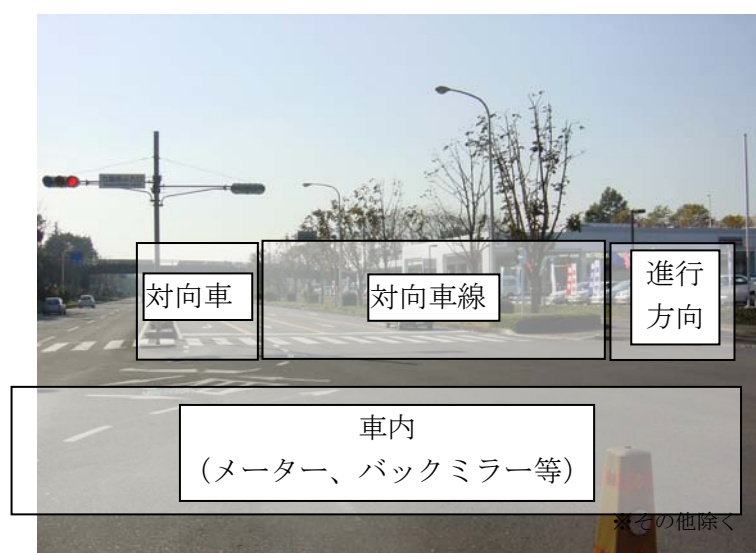 対向車
対向車線
進行
方向
車内
（メーター、バックミラー等）
※その他除く